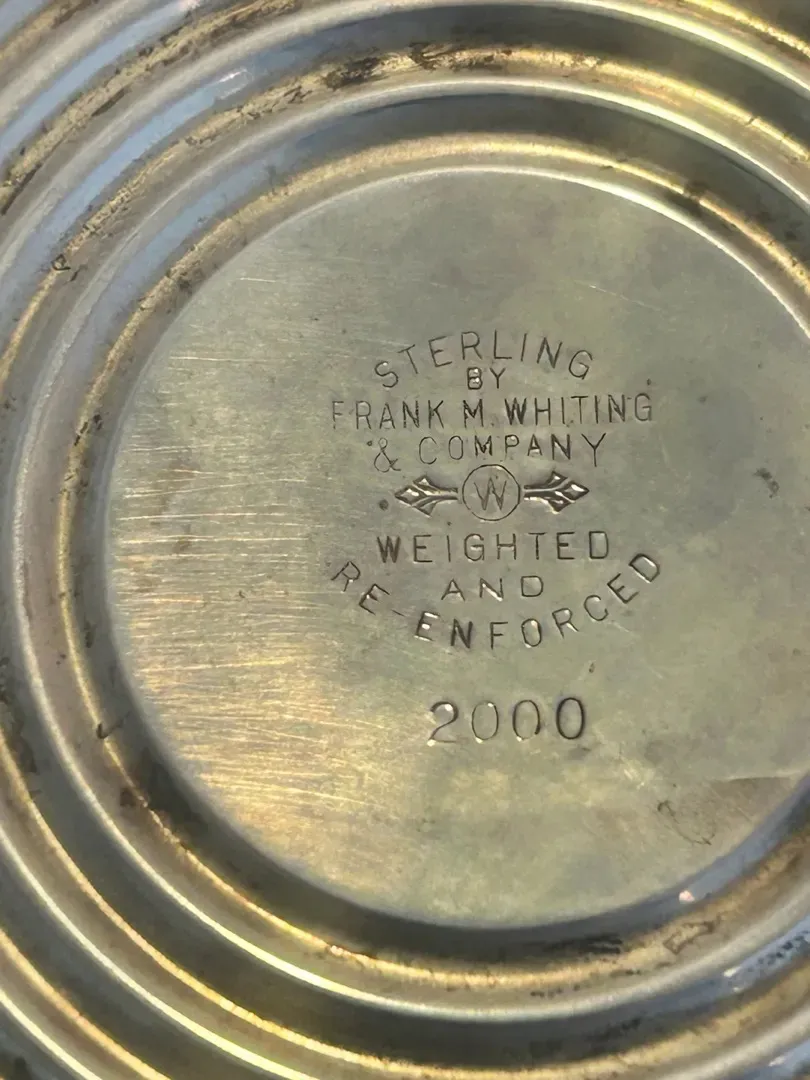 STERLING
BY
FRANK M. WHITING
& COMPANY
W
WEIGHTED
AND
RE-ENFORCED
2000